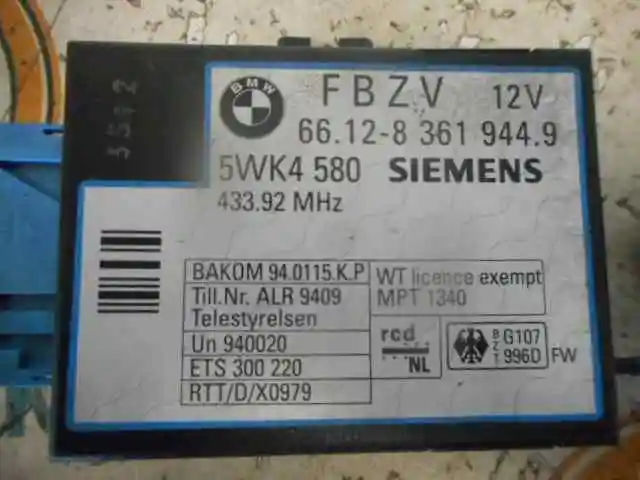 3542
BMW
FBZV 12V
66.12-8 361 944.9
5WK4 580 SIEMENS
433.92 MHz
BAKOM 94.0115.K.P
Till.Nr. ALR 9409
Telestyrelsen
Un 940020
ETS 300 220
RTT/D/X0979
WT licence exempt
MPT 1340
rcd
NL
BZT
G107
996D
FW